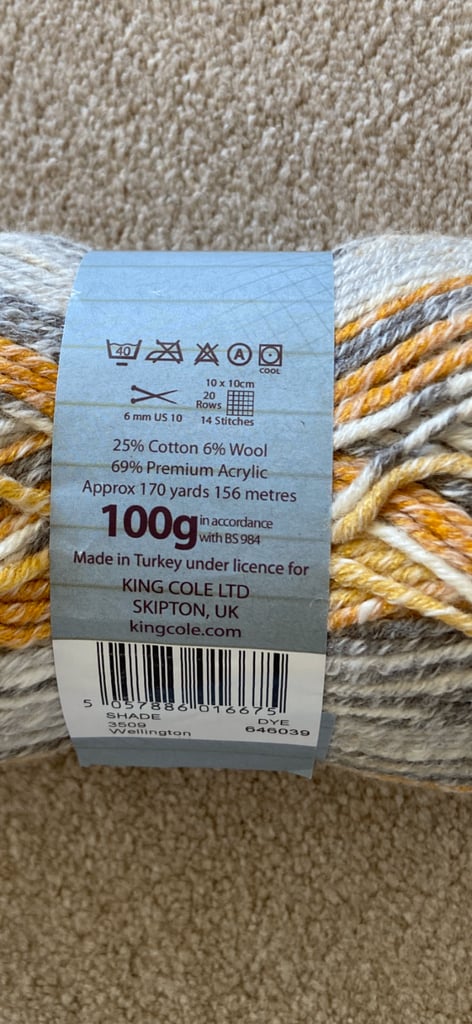 40
A
COOL
10 x 10cm
20
Rows
6 mm US 10
14 Stitches
25% Cotton 6% Wool
69% Premium Acrylic
Approx 170 yards 156 metres
100g in accordance
with BS 984
Made in Turkey under licence for
KING COLE LTD
SKIPTON, UK
kingcole.com
5 057886 016675
SHADE DYE
3509 646039
Wellington